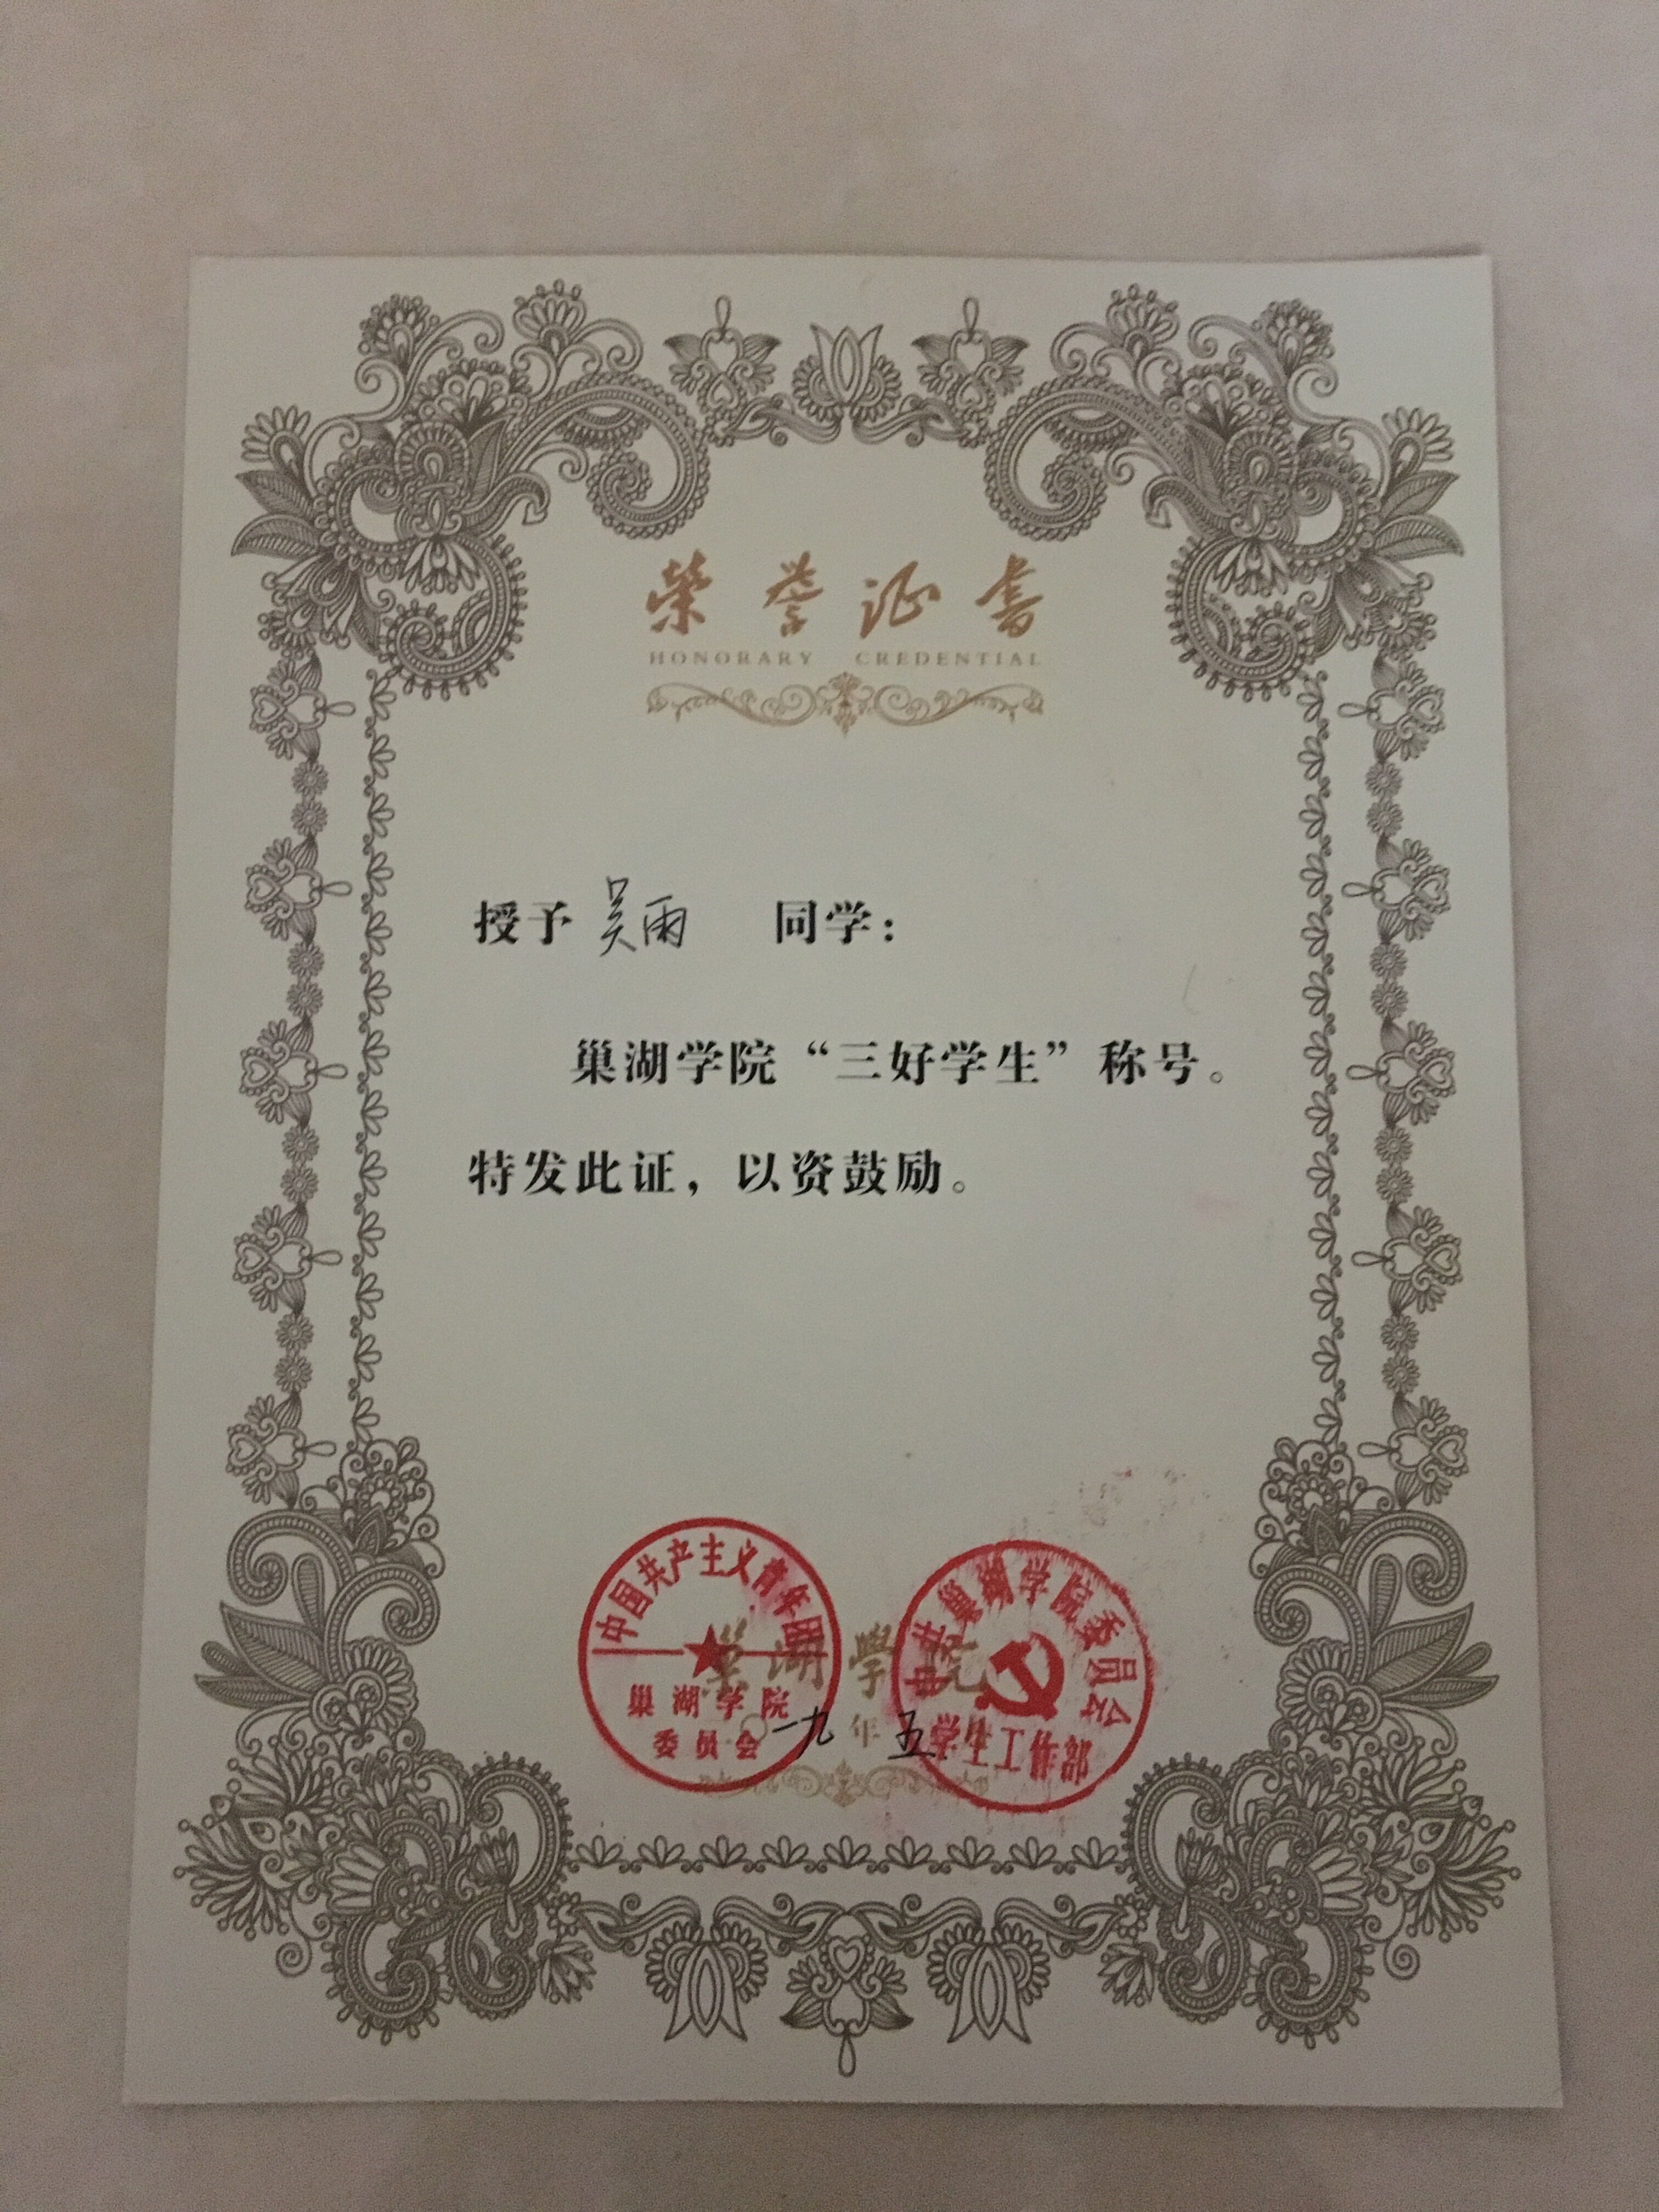 荣誉证书
HONORARY CREDENTIAL
授予 吴雨 同学：
巢湖学院“三好学生”称号。
特发此证，以资鼓励。
中国共产主义青年团
巢湖学院
委员会
中共巢湖学院委员会
学生工作部
巢湖學院
一九年五